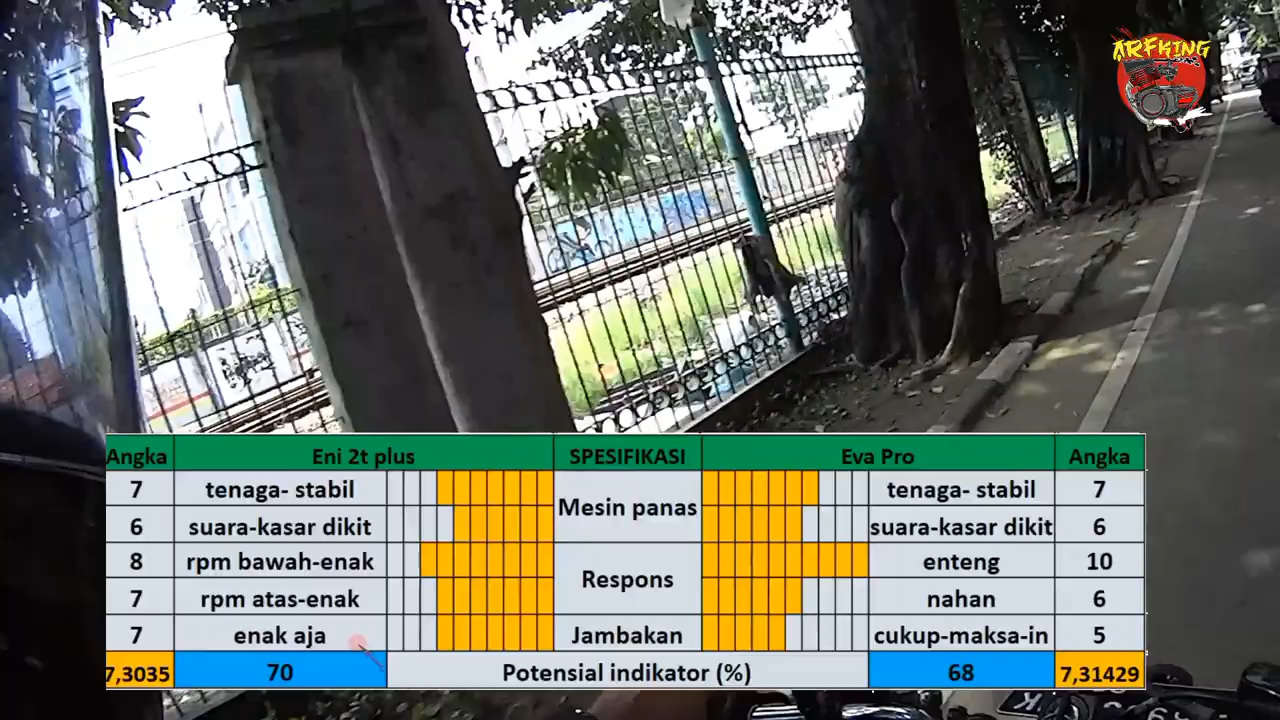 ARFKING
Angka Eni 2t plus SPESIFIKASI Eva Pro Angka
7 tenaga- stabil Mesin panas tenaga- stabil 7
6 suara-kasar dikit suara-kasar dikit 6
8 rpm bawah-enak Respons enteng 10
7 rpm atas-enak nahan 6
7 enak aja Jambakan cukup-maksa-in 5
7,3035 70 Potensial indikator (%) 68 7,31429